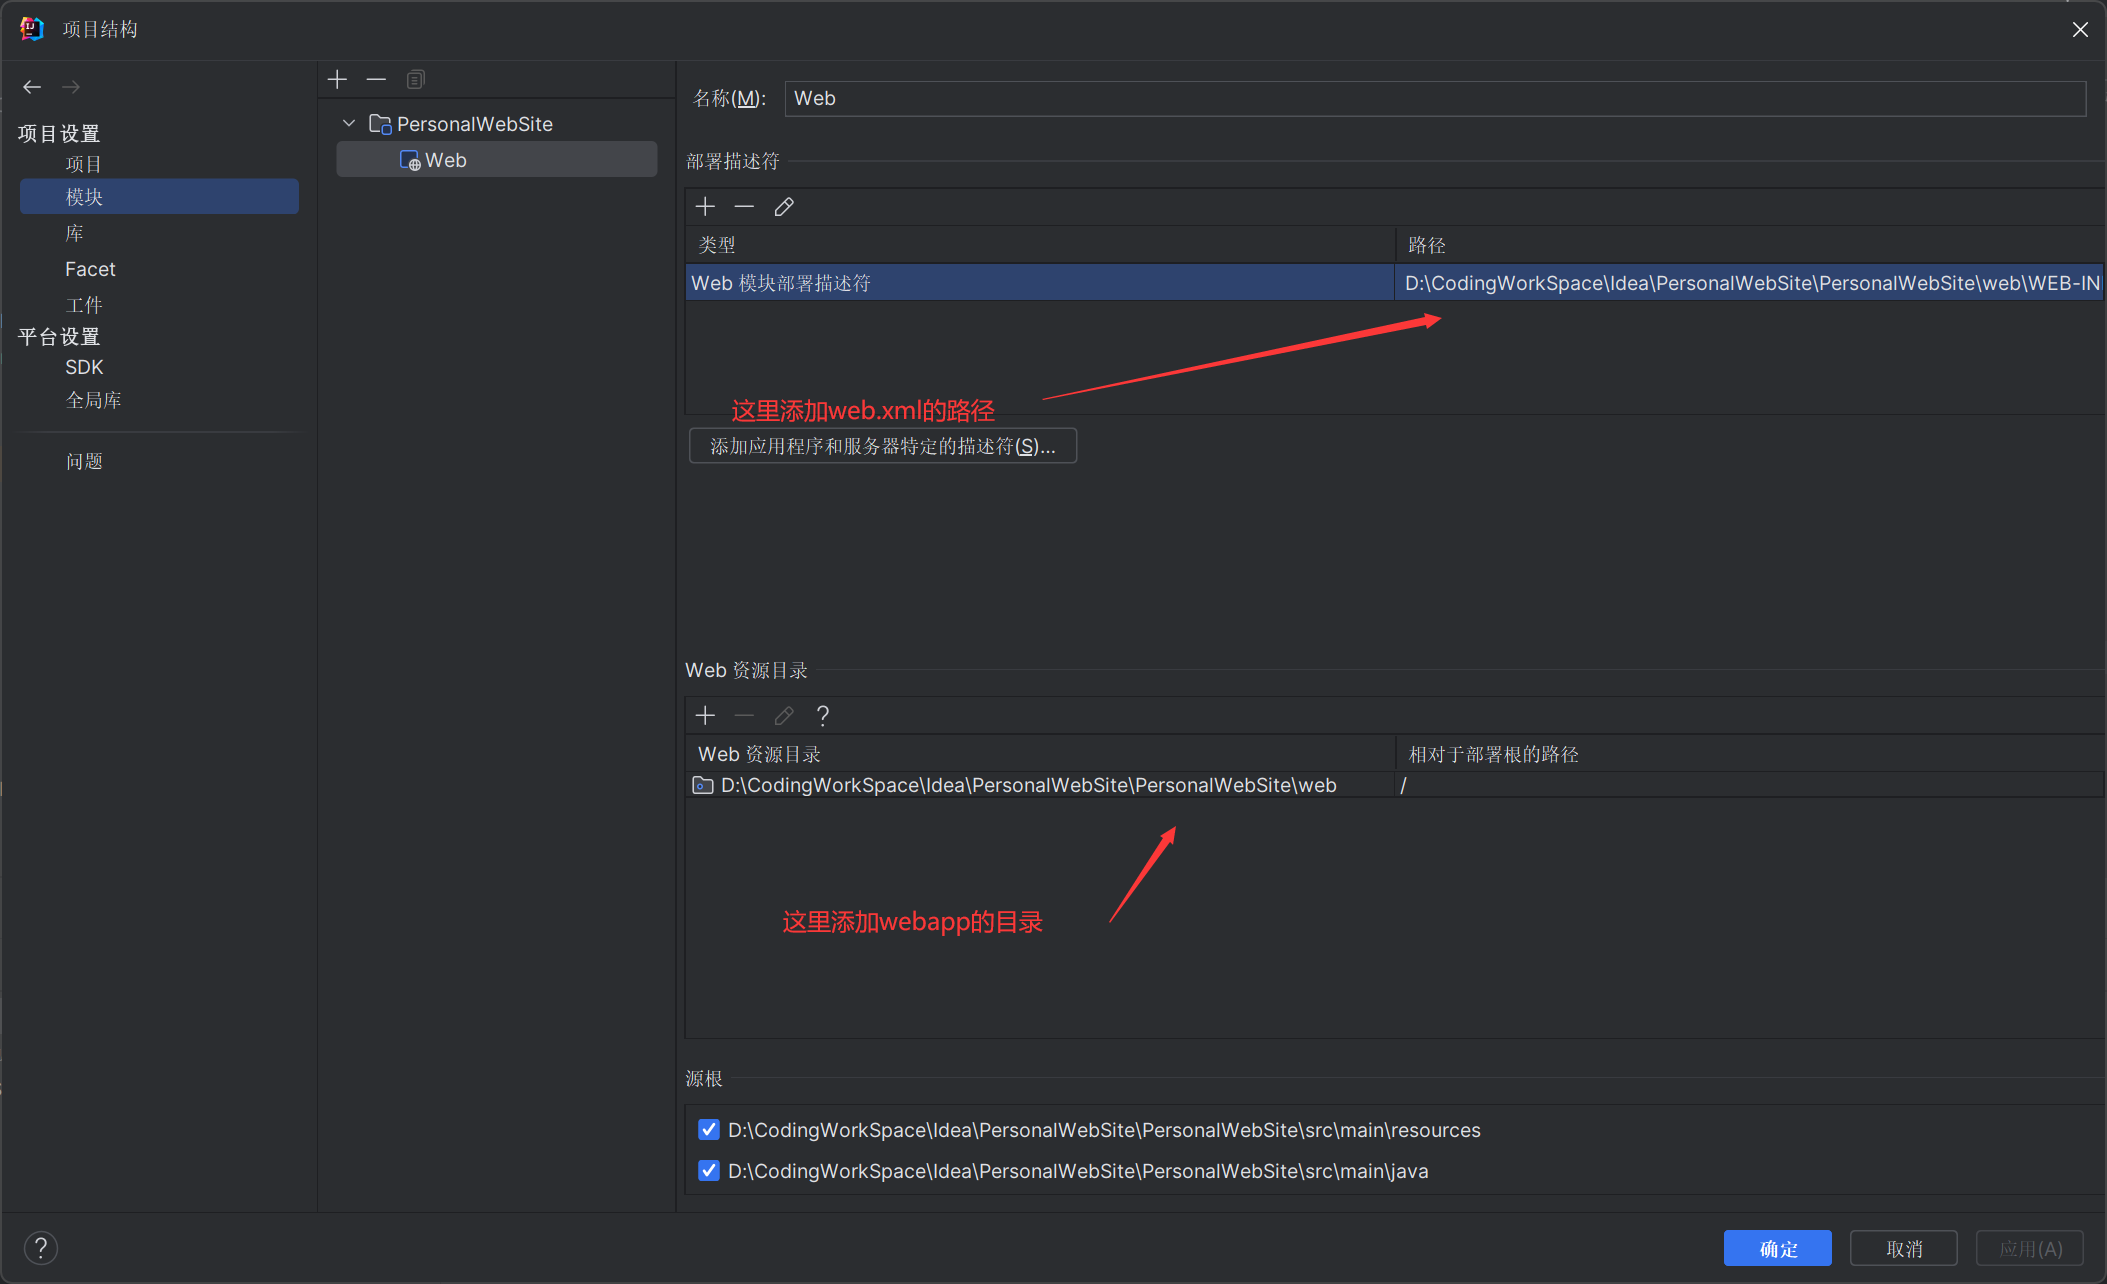 项目结构
项目设置
项目
模块
库
Facet
工件
平台设置
SDK
全局库
问题
PersonalWebSite
Web
名称(M):
Web
部署描述符
类型
路径
Web 模块部署描述符
D:\CodingWorkSpace\Idea\PersonalWebSite\PersonalWebSite\web\WEB-IN
这里添加web.xml的路径
添加应用程序和服务器特定的描述符(S)...
Web 资源目录
?
Web 资源目录
相对于部署根的路径
D:\CodingWorkSpace\Idea\PersonalWebSite\PersonalWebSite\web
/
这里添加webapp的目录
源根
D:\CodingWorkSpace\Idea\PersonalWebSite\PersonalWebSite\src\main\resources
D:\CodingWorkSpace\Idea\PersonalWebSite\PersonalWebSite\src\main\java
?
确定
取消
应用(A)